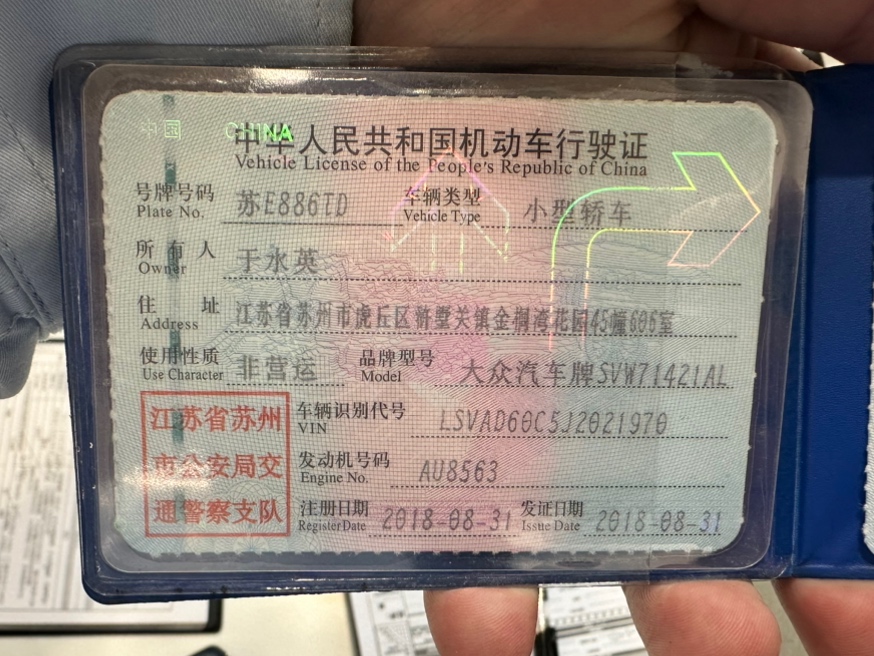 中国 CHINA
中华人民共和国机动车行驶证
Vehicle License of the People's Republic of China
号牌号码 苏E886TD 车辆类型 小型轿车
Plate No. Vehicle Type
所有人 于永英
Owner
住址 江苏省苏州市虎丘区浒墅关镇金榈湾花园45幢606室
Address
使用性质 非营运 品牌型号 大众汽车牌SVW71421AL
Use Character Model
江苏省苏州
市公安局交
通警察支队
车辆识别代号 LSVAD60C5J2021970
VIN
发动机号码 AU8563
Engine No.
注册日期 2018-08-31 发证日期 2018-08-31
Register Date Issue Date